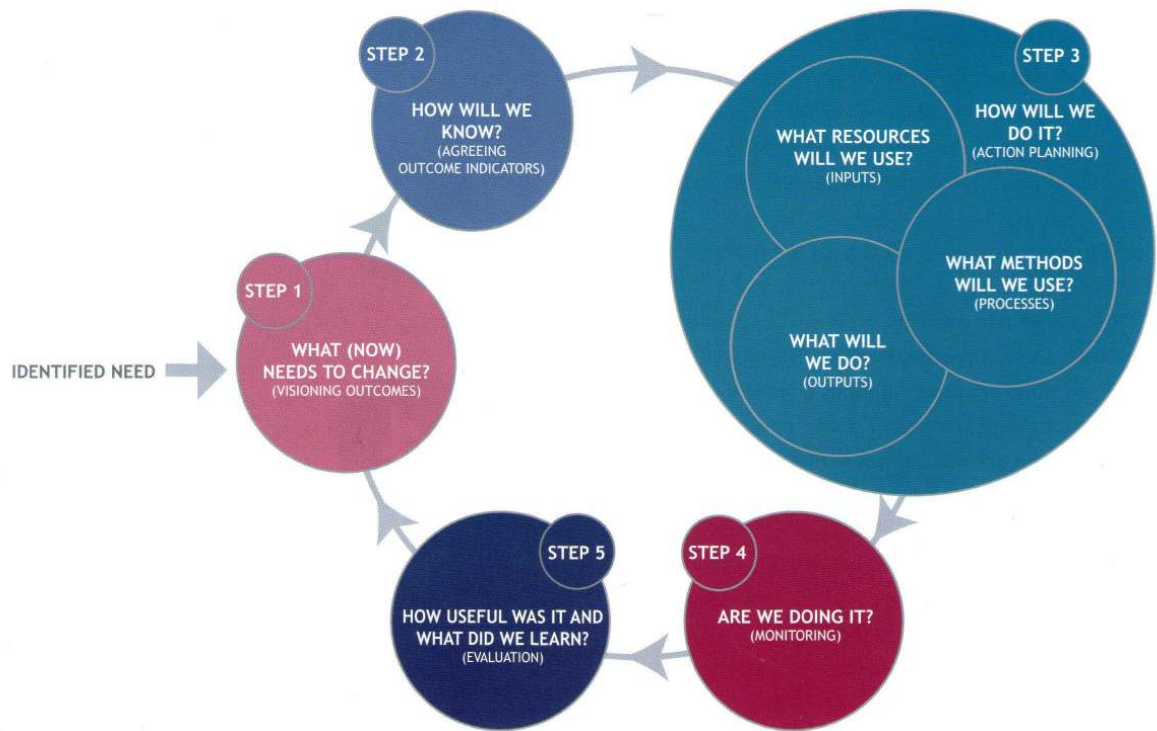 IDENTIFIED NEED
STEP 1
WHAT (NOW)
NEEDS TO CHANGE?
(VISIONING OUTCOMES)
STEP 2
HOW WILL WE
KNOW?
(AGREEING
OUTCOME INDICATORS)
STEP 3
HOW WILL WE
DO IT?
(ACTION PLANNING)
WHAT RESOURCES
WILL WE USE?
(INPUTS)
WHAT METHODS
WILL WE USE?
(PROCESSES)
WHAT WILL
WE DO?
(OUTPUTS)
STEP 4
ARE WE DOING IT?
(MONITORING)
STEP 5
HOW USEFUL WAS IT AND
WHAT DID WE LEARN?
(EVALUATION)